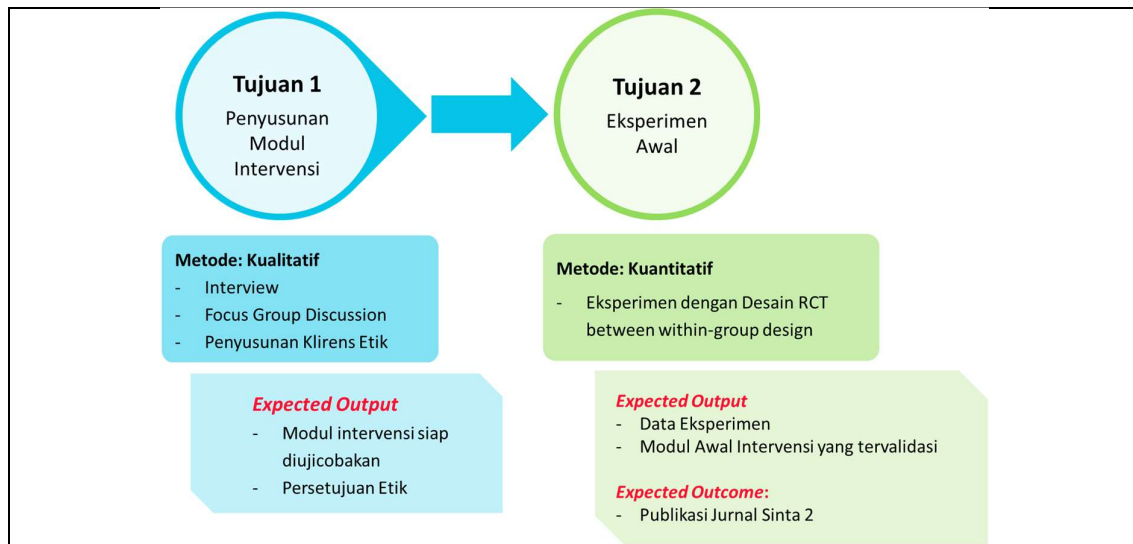 Tujuan 1
Penyusunan
Modul
Intervensi
Tujuan 2
Eksperimen
Awal
Metode: Kualitatif
- Interview
- Focus Group Discussion
- Penyusunan Klirens Etik
Metode: Kuantitatif
- Eksperimen dengan Desain RCT
between within-group design
Expected Output
- Modul intervensi siap
diujicobakan
- Persetujuan Etik
Expected Output
- Data Eksperimen
- Modul Awal Intervensi yang tervalidasi
Expected Outcome:
- Publikasi Jurnal Sinta 2